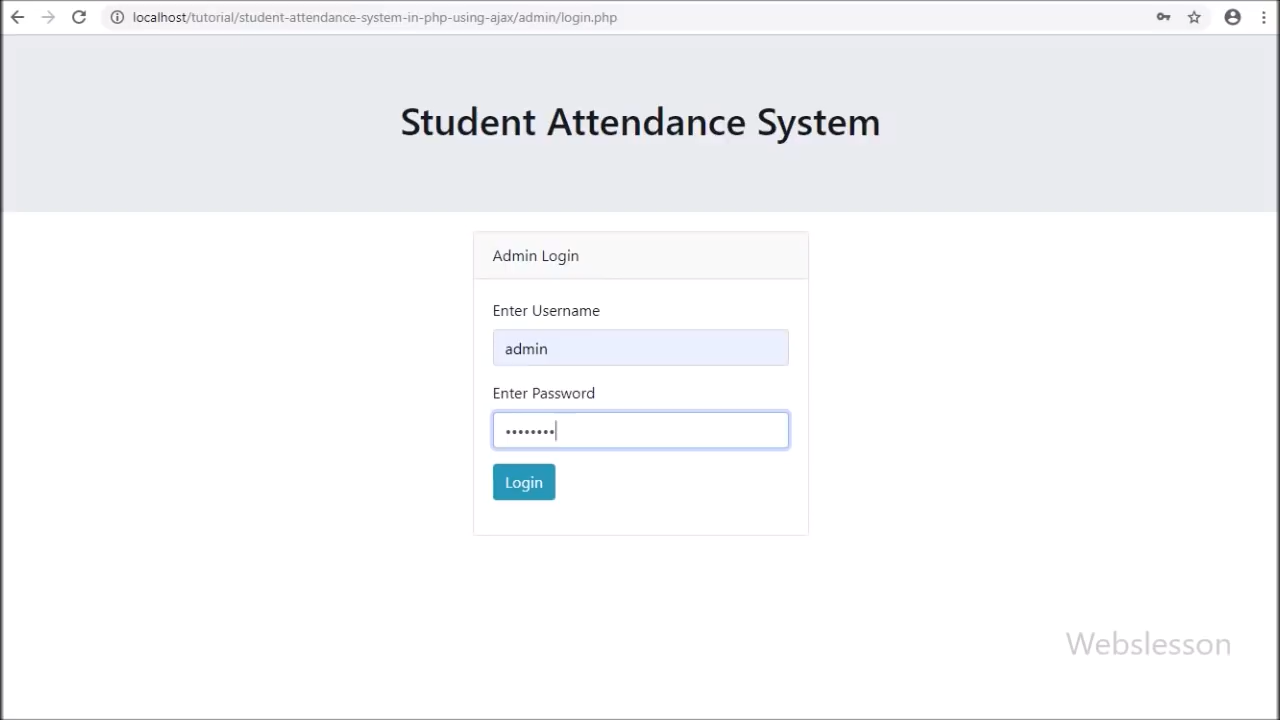 localhost/tutorial/student-attendance-system-in-php-using-ajax/admin/login.php
Student Attendance System
Admin Login
Enter Username
admin
Enter Password
••••••••
Login
Webslesson